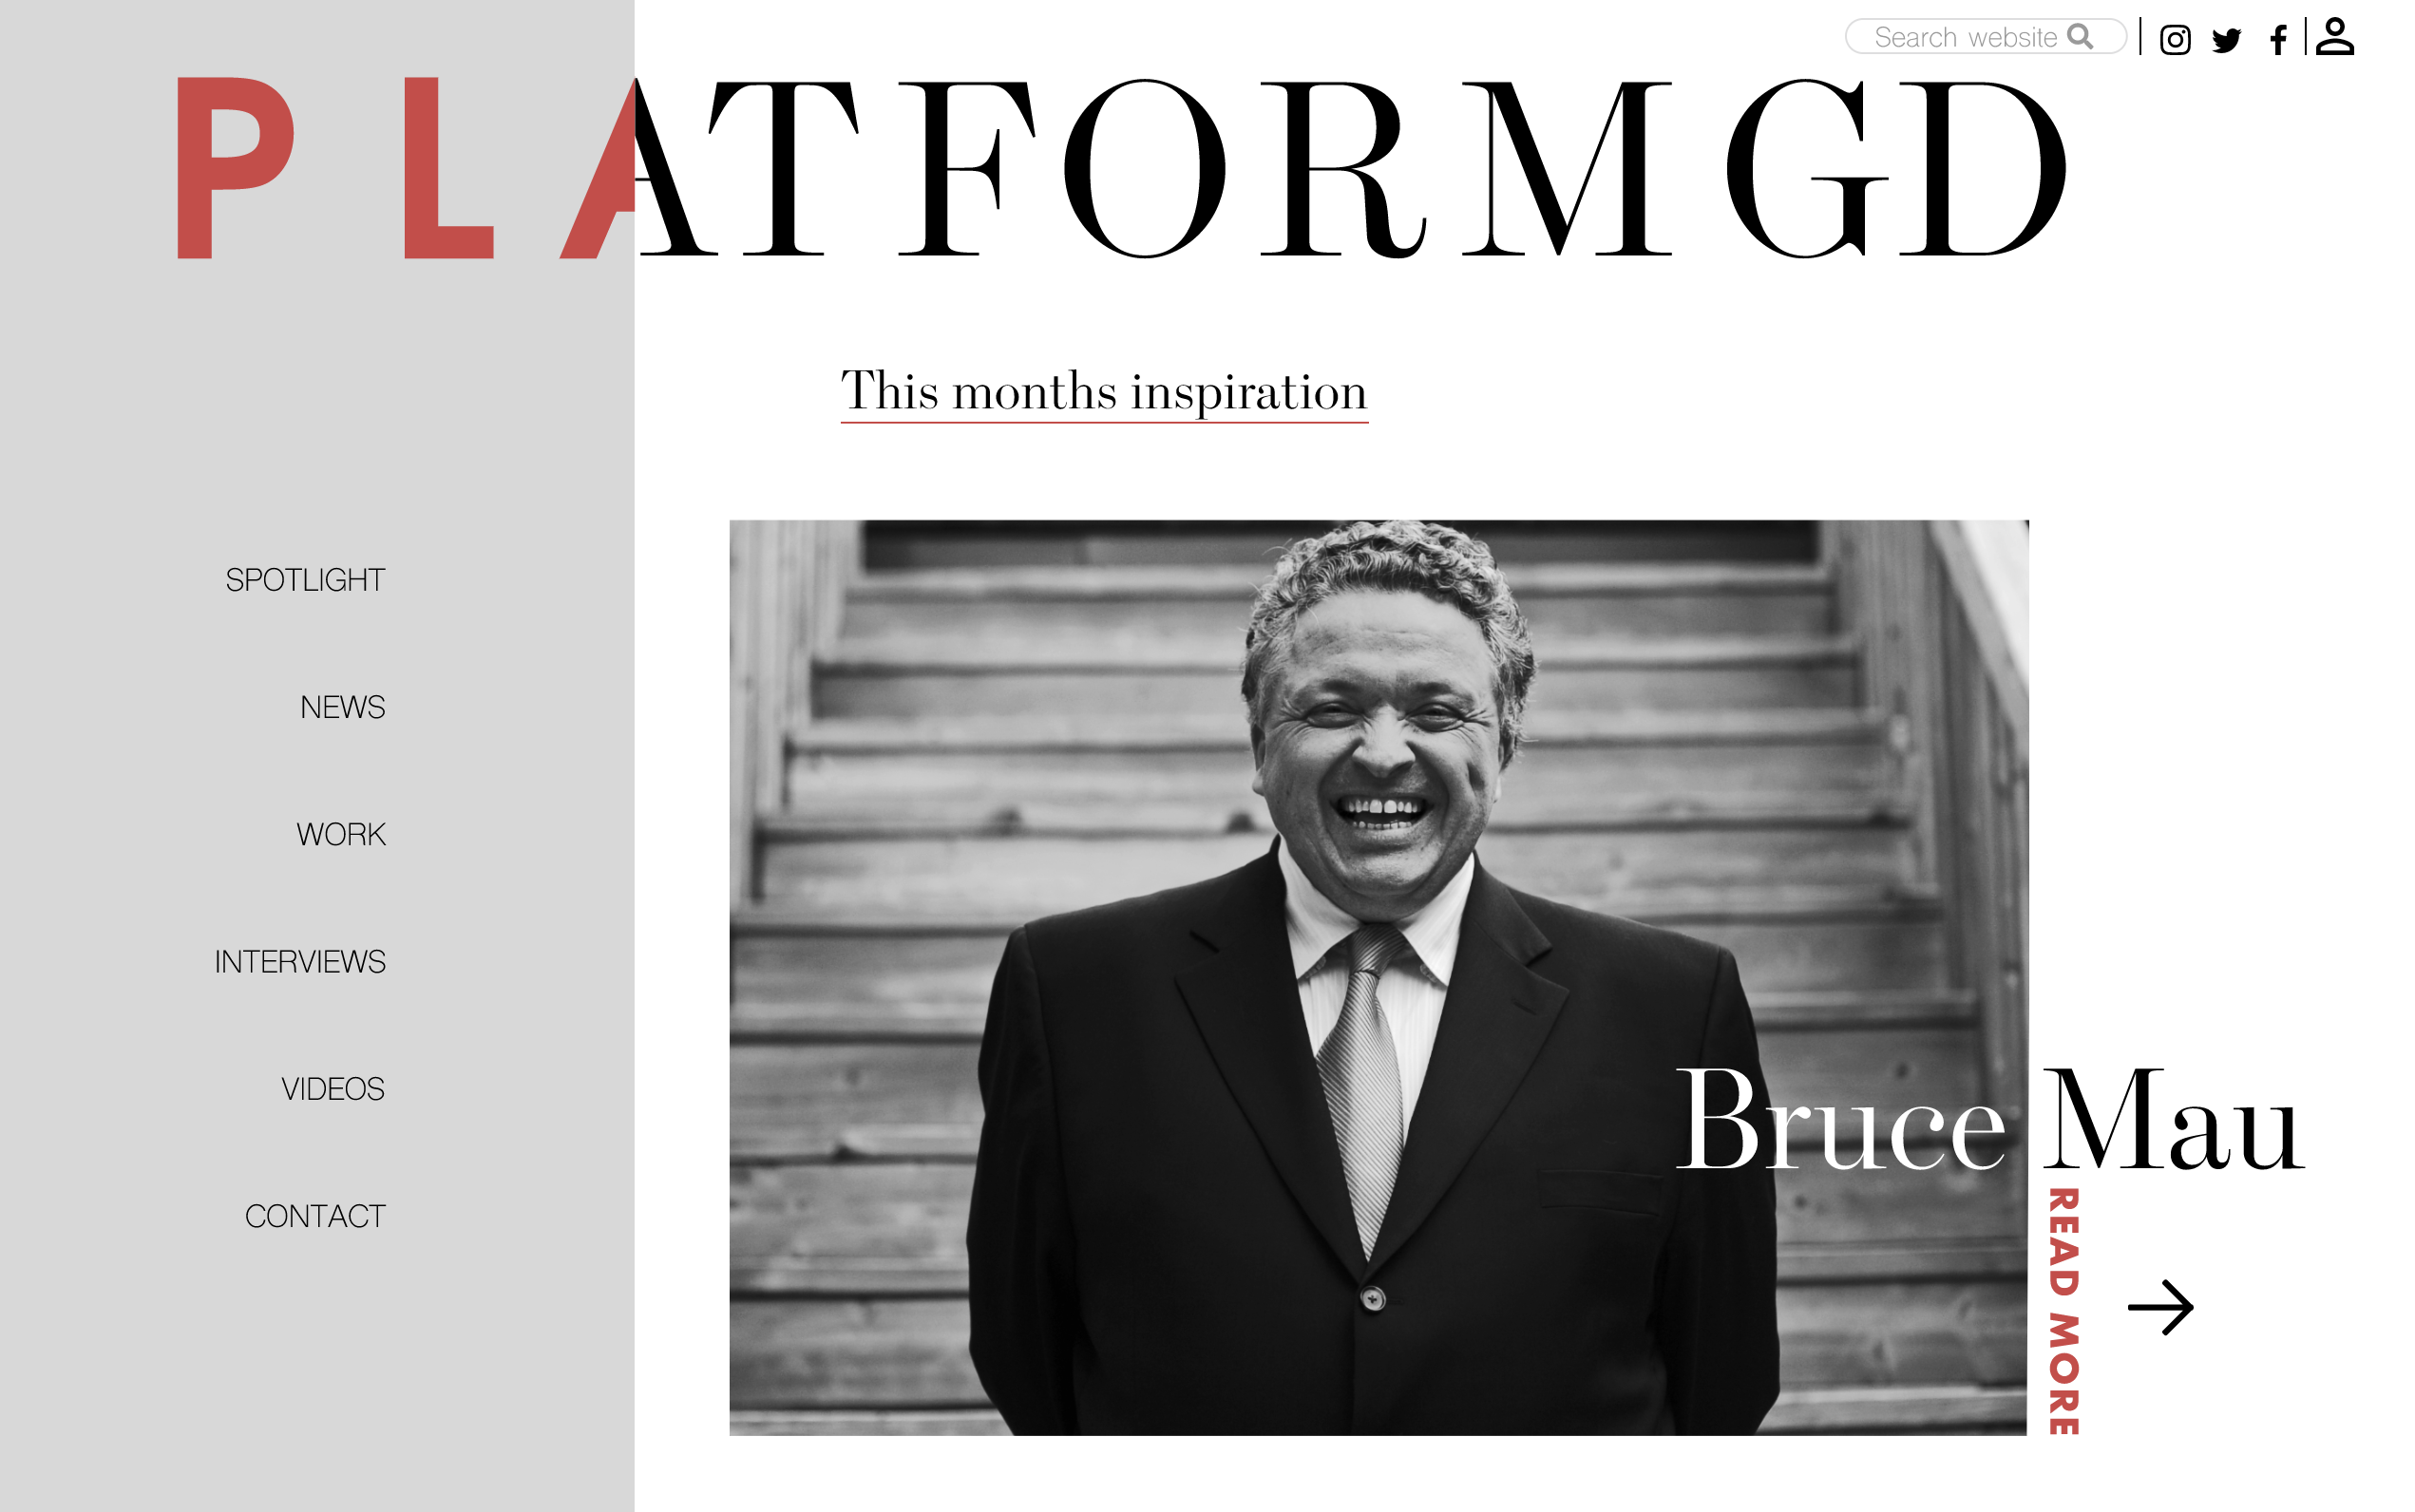 Search website
PLATFORMGD
This months inspiration
SPOTLIGHT
NEWS
WORK
INTERVIEWS
VIDEOS
CONTACT
Bruce Mau
READ MORE